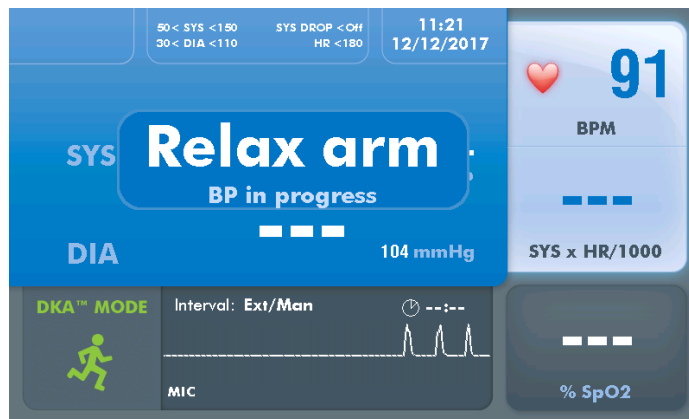 50< SYS <150 SYS DROP <Off
30< DIA <110 HR <180
11:21
12/12/2017
91
BPM
SYS
Relax arm
BP in progress
---
---
DIA
104 mmHg
SYS x HR/1000
DKA™ MODE
Interval: Ext/Man
--:--
MIC
---
% SpO2